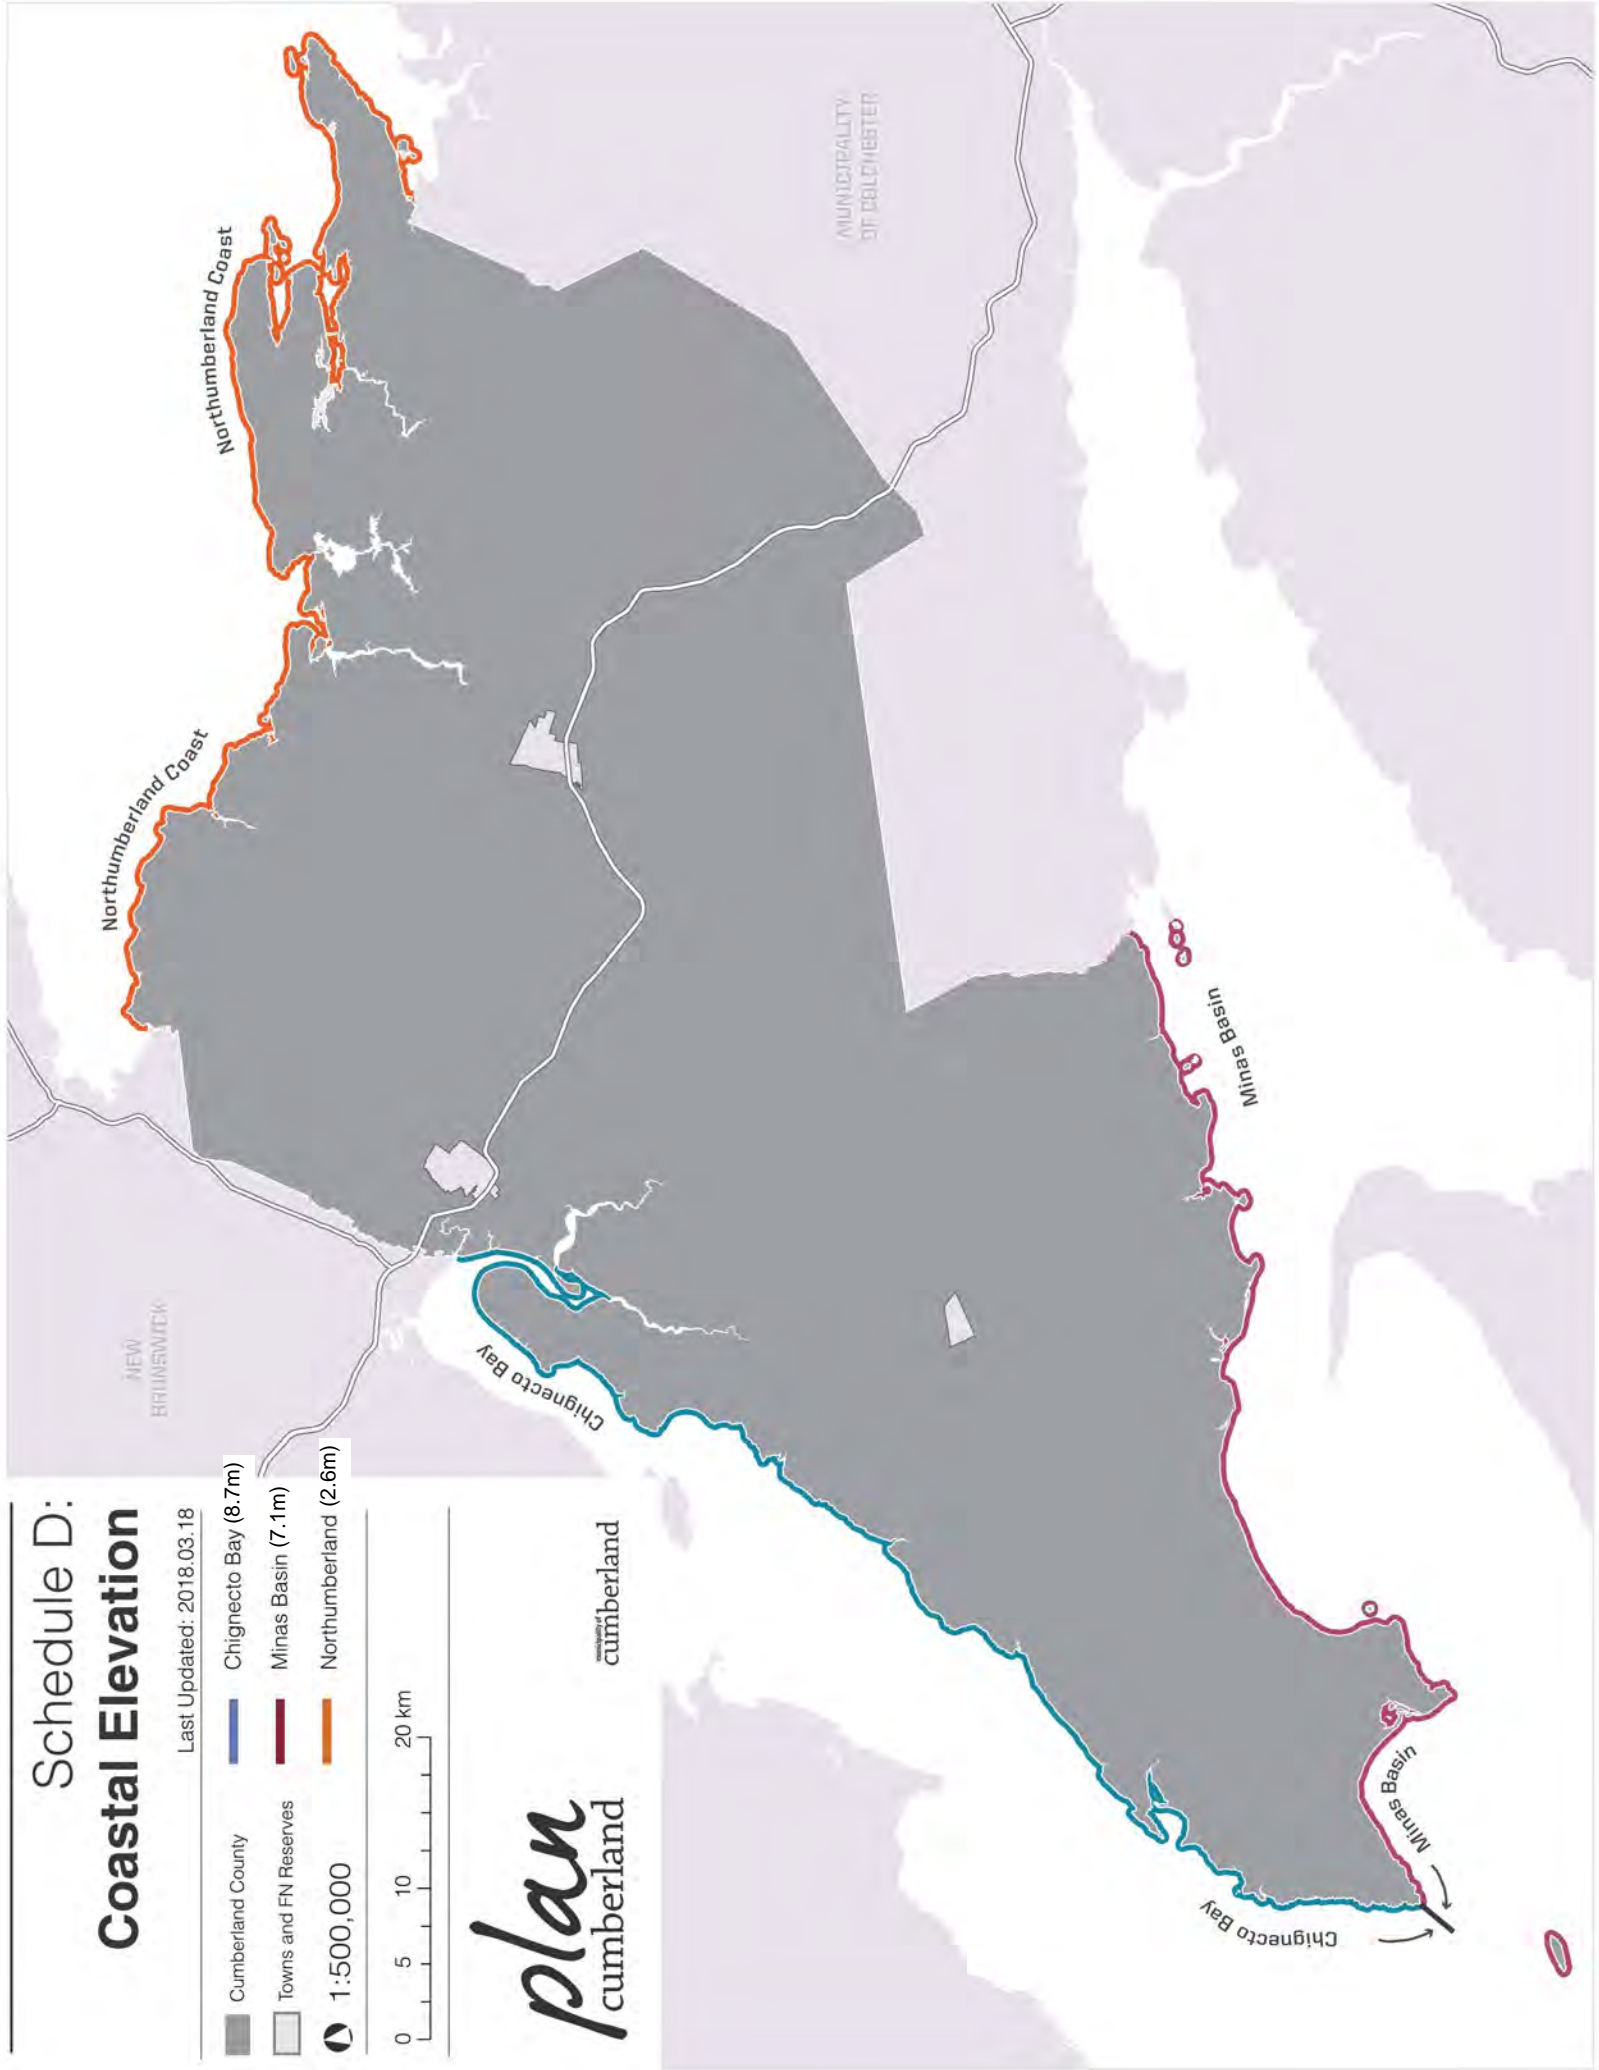 Schedule D:
Coastal Elevation
Last Updated: 2018.03.18
Cumberland County
Towns and FN Reserves
1:500,000
Chignecto Bay (8.7m)
Minas Basin (7.1m)
Northumberland (2.6m)
0 5 10 20 km
plan
cumberland
municipality of
cumberland
NEW
BRUNSWICK
Northumberland Coast
Northumberland Coast
MUNICIPALITY
OF COLCHESTER
Chignecto Bay
Chignecto Bay
Minas Basin
Minas Basin